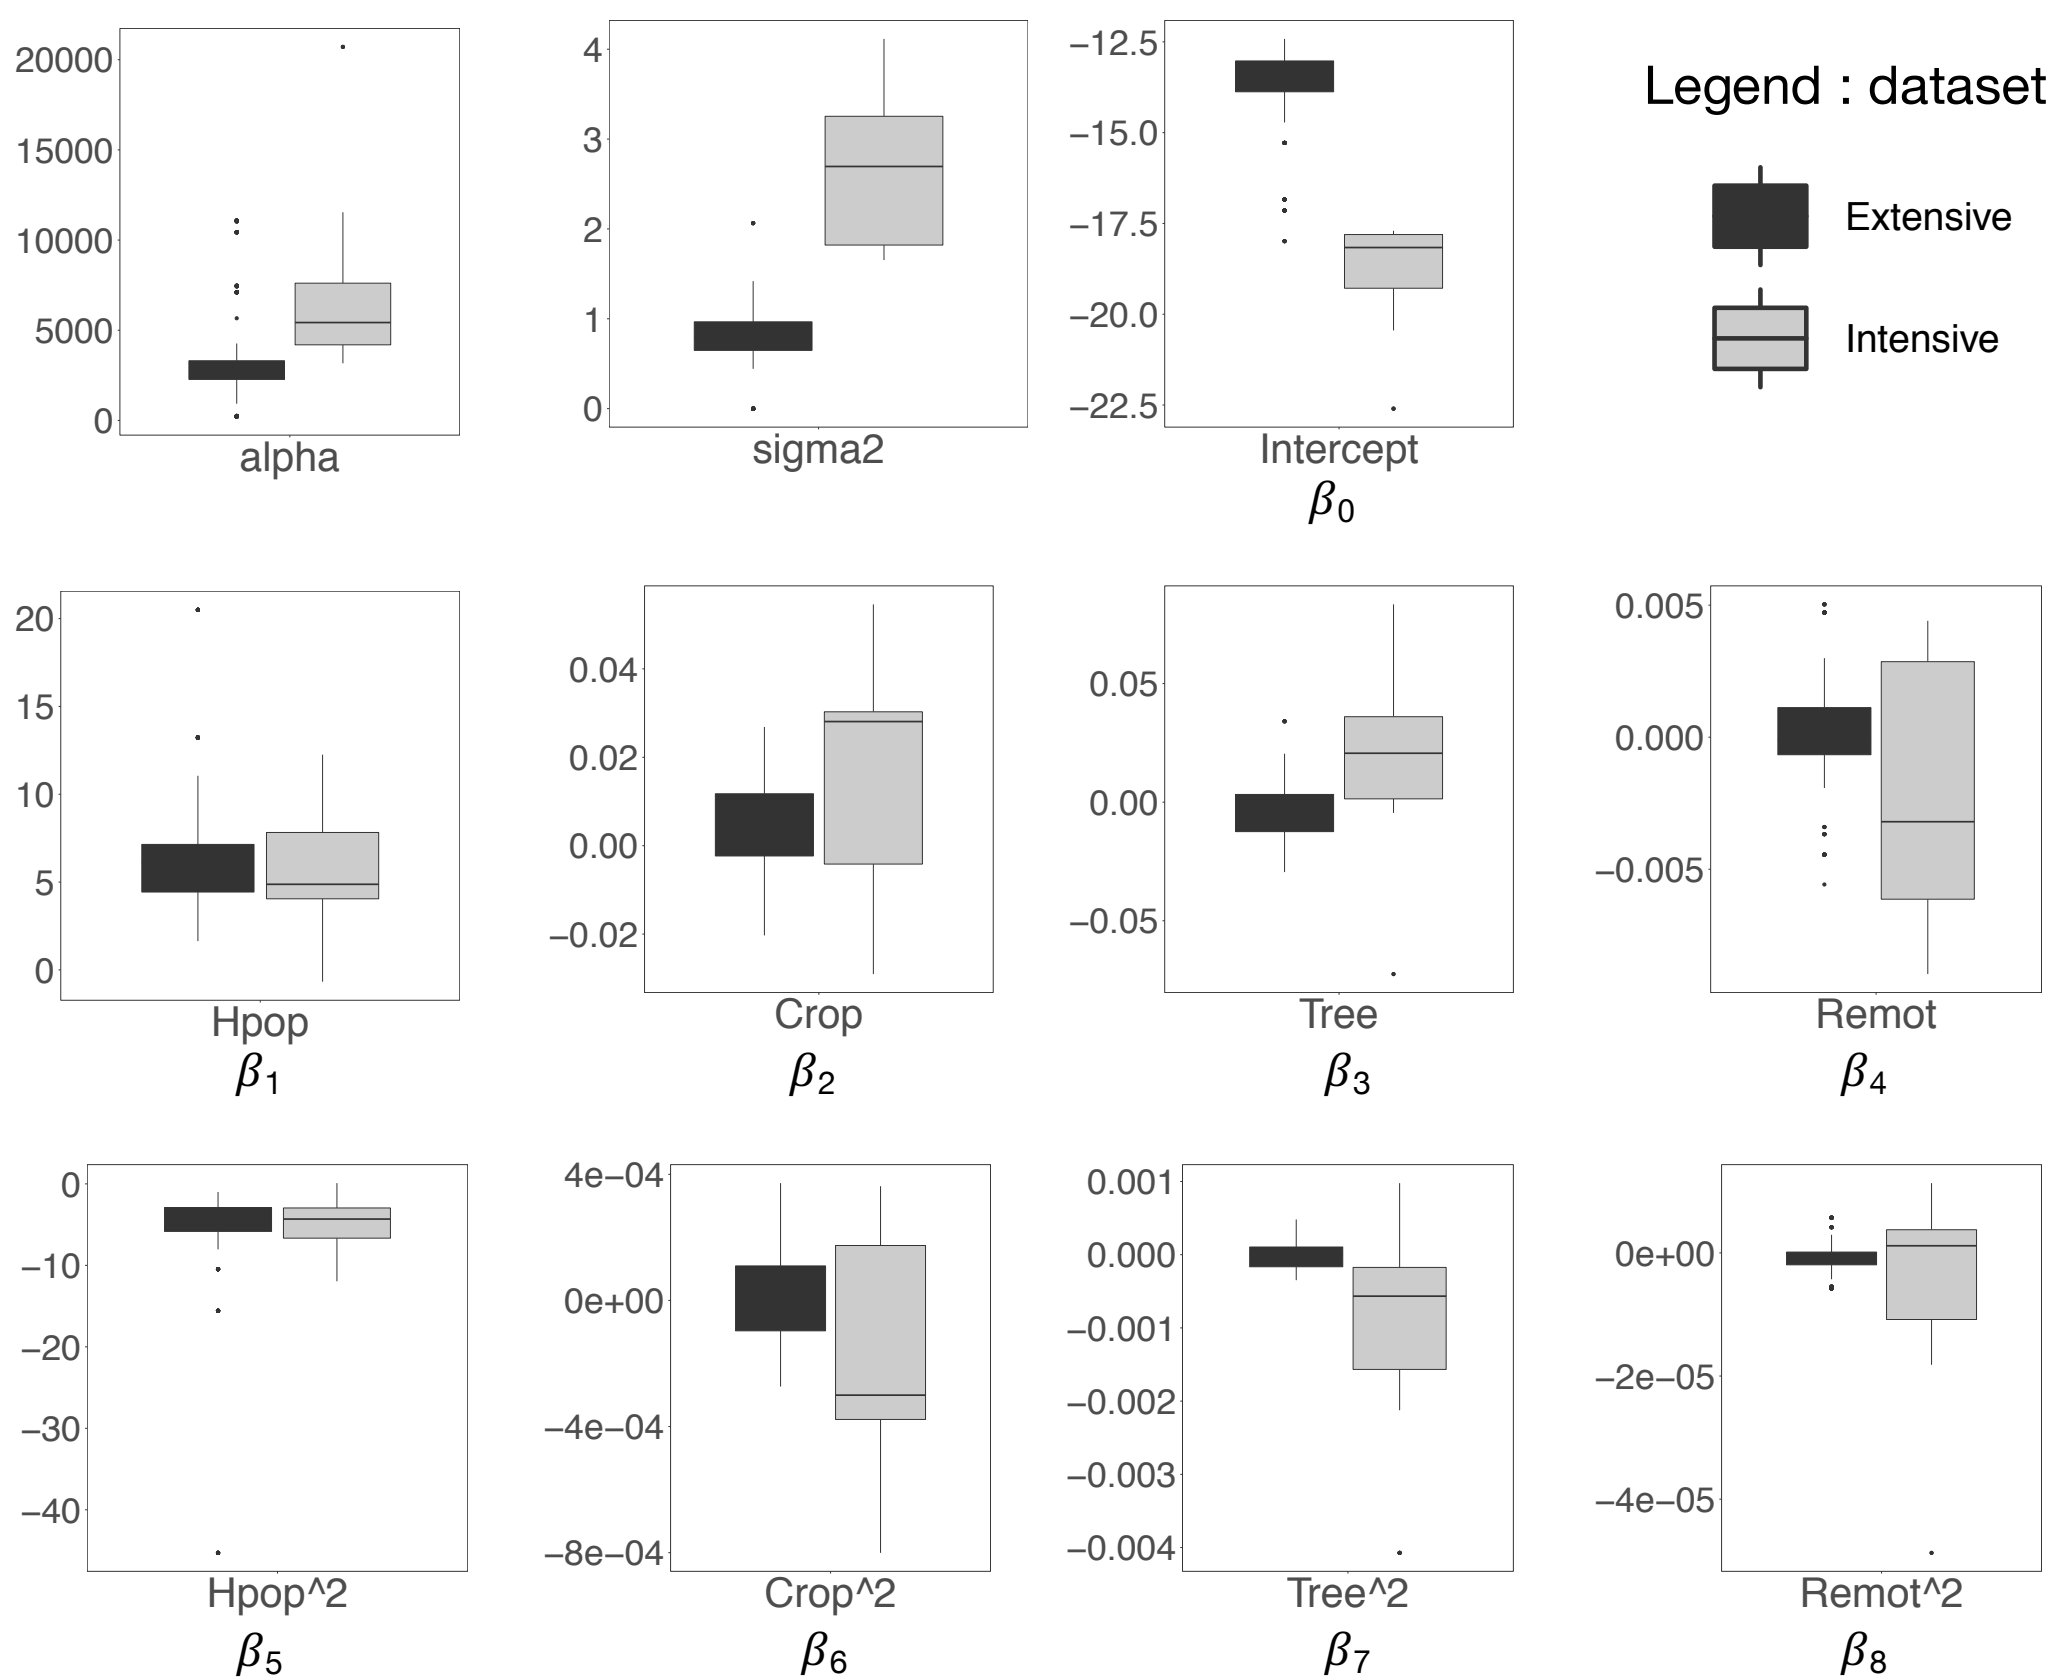 20000
15000
10000
5000
0
alpha
4
3
2
1
0
sigma2
−12.5
−15.0
−17.5
−20.0
−22.5
Intercept
β0
Legend : dataset
Extensive
Intensive
20
15
10
5
0
Hpop
β1
0.04
0.02
0.00
−0.02
Crop
β2
0.05
0.00
−0.05
Tree
β3
0.005
0.000
−0.005
Remot
β4
0
−10
−20
−30
−40
Hpop^2
β5
4e−04
0e+00
−4e−04
−8e−04
Crop^2
β6
0.001
0.000
−0.001
−0.002
−0.003
−0.004
Tree^2
β7
0e+00
−2e−05
−4e−05
Remot^2
β8